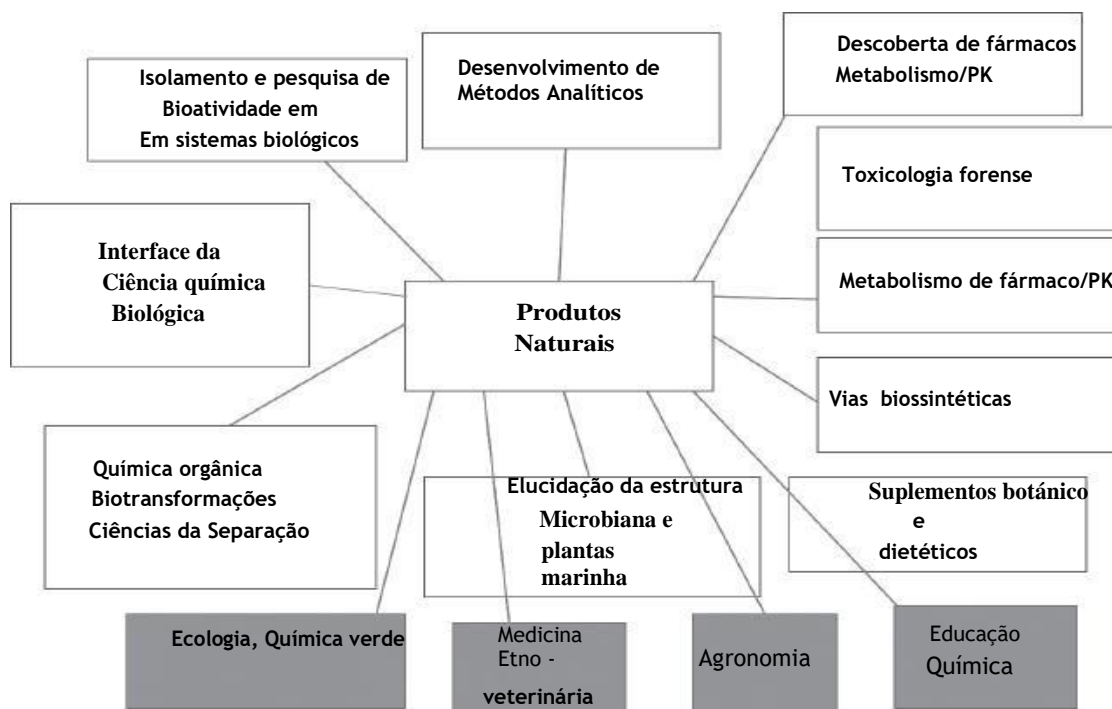 Isolamento e pesquisa de
Bioatividade em
Em sistemas biológicos
Desenvolvimento de
Métodos Analíticos
Descoberta de fármacos
Metabolismo/PK
Toxicologia forense
Interface da
Ciência química
Biológica
Metabolismo de fármaco/PK
Produtos
Naturais
Vias biossintéticas
Química orgânica
Biotransformações
Ciências da Separação
Elucidação da estrutura
Microbiana e
plantas
marinha
Suplementos botánico
e
dietéticos
Ecologia, Química verde
Medicina
Etno -
veterinária
Agronomia
Educação
Química